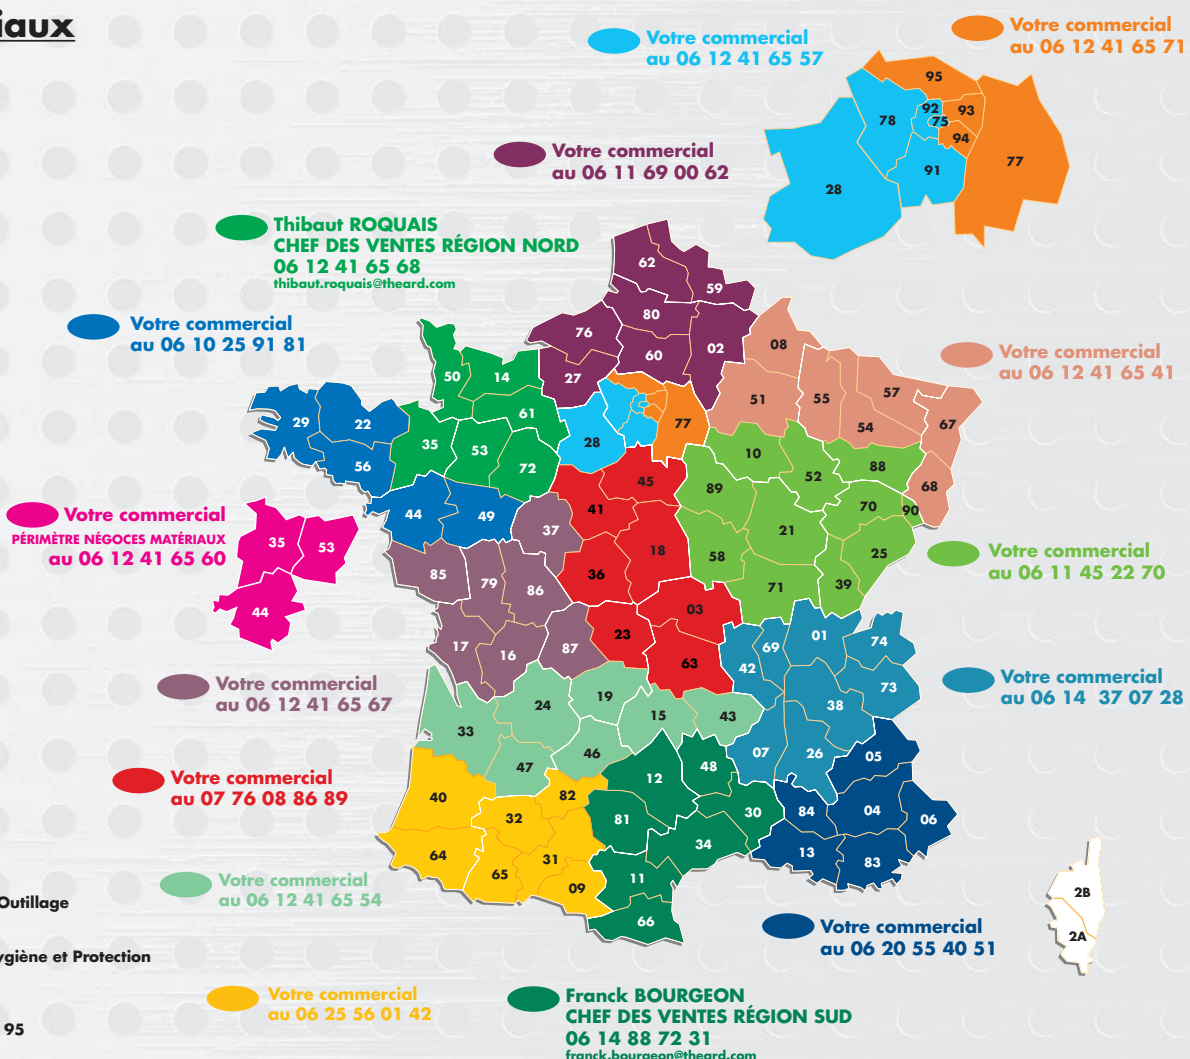 iaux
Votre commercial
au 06 12 41 65 57
Votre commercial
au 06 12 41 65 71
95
92
93
75
78
94
77
91
28
Votre commercial
au 06 11 69 00 62
Thibaut ROQUAIS
CHEF DES VENTES RÉGION NORD
06 12 41 65 68
thibaut.roquais@theard.com
Votre commercial
au 06 10 25 91 81
Votre commercial
au 06 12 41 65 41
62
59
80
76
60
02
08
27
50
14
61
51
55
57
54
67
29
22
56
35
53
72
28
77
10
52
88
68
45
89
70
90
44
49
37
41
21
25
18
58
36
71
39
Votre commercial
PÉRIMÈTRE NÉGOCES MATÉRIAUX
au 06 12 41 65 60
35
53
44
Votre commercial
au 06 11 45 22 70
85
79
86
03
23
17
16
87
63
69
01
74
42
73
38
Votre commercial
au 06 12 41 65 67
Votre commercial
au 06 14 37 07 28
24
19
15
43
33
46
47
07
26
05
Votre commercial
au 07 76 08 86 89
40
82
12
48
32
81
30
84
04
06
64
31
34
13
83
65
09
11
66
Votre commercial
au 06 12 41 65 54
2B
2A
Outillage
ygiène et Protection
95
Votre commercial
au 06 20 55 40 51
Votre commercial
au 06 25 56 01 42
Franck BOURGEON
CHEF DES VENTES RÉGION SUD
06 14 88 72 31
franck.bourgeon@theard.com